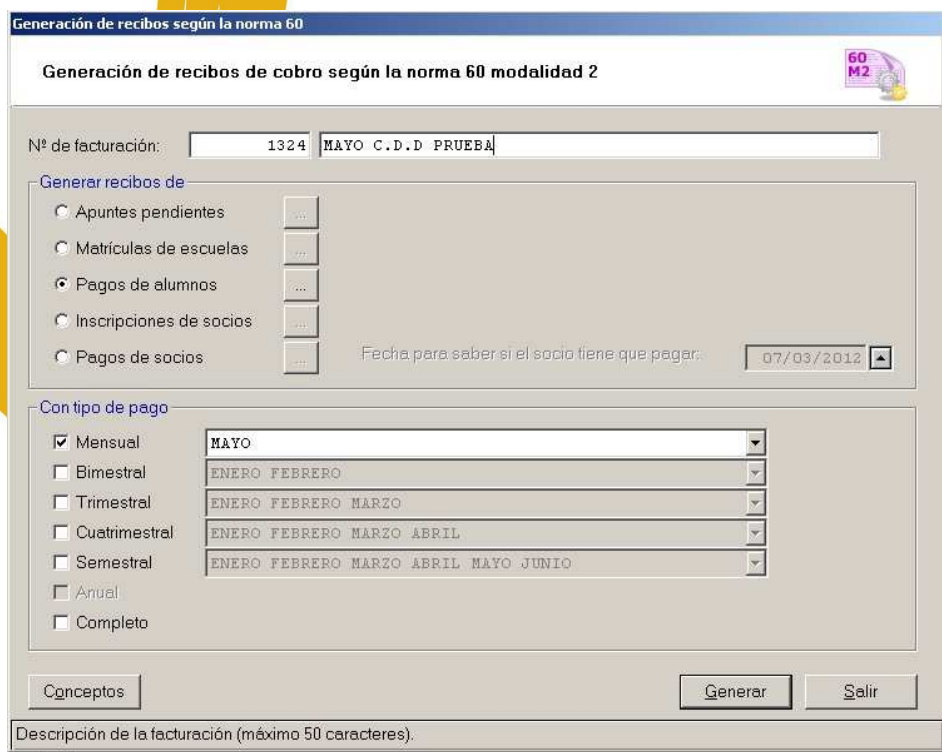 Generación de recibos según la norma 60
Generación de recibos de cobro según la norma 60 modalidad 2
60
M2
Nº de facturación: 1324 MAYO C.D.D PRUEBA
Generar recibos de
Apuntes pendientes ...
Matrículas de escuelas ...
Pagos de alumnos ...
Inscripciones de socios ...
Pagos de socios ... Fecha para saber si el socio tiene que pagar: 07/03/2012
Con tipo de pago
Mensual MAYO
Bimestral ENERO FEBRERO
Trimestral ENERO FEBRERO MARZO
Cuatrimestral ENERO FEBRERO MARZO ABRIL
Semestral ENERO FEBRERO MARZO ABRIL MAYO JUNIO
Anual
Completo
Conceptos Generar Salir
Descripción de la facturación (máximo 50 caracteres).